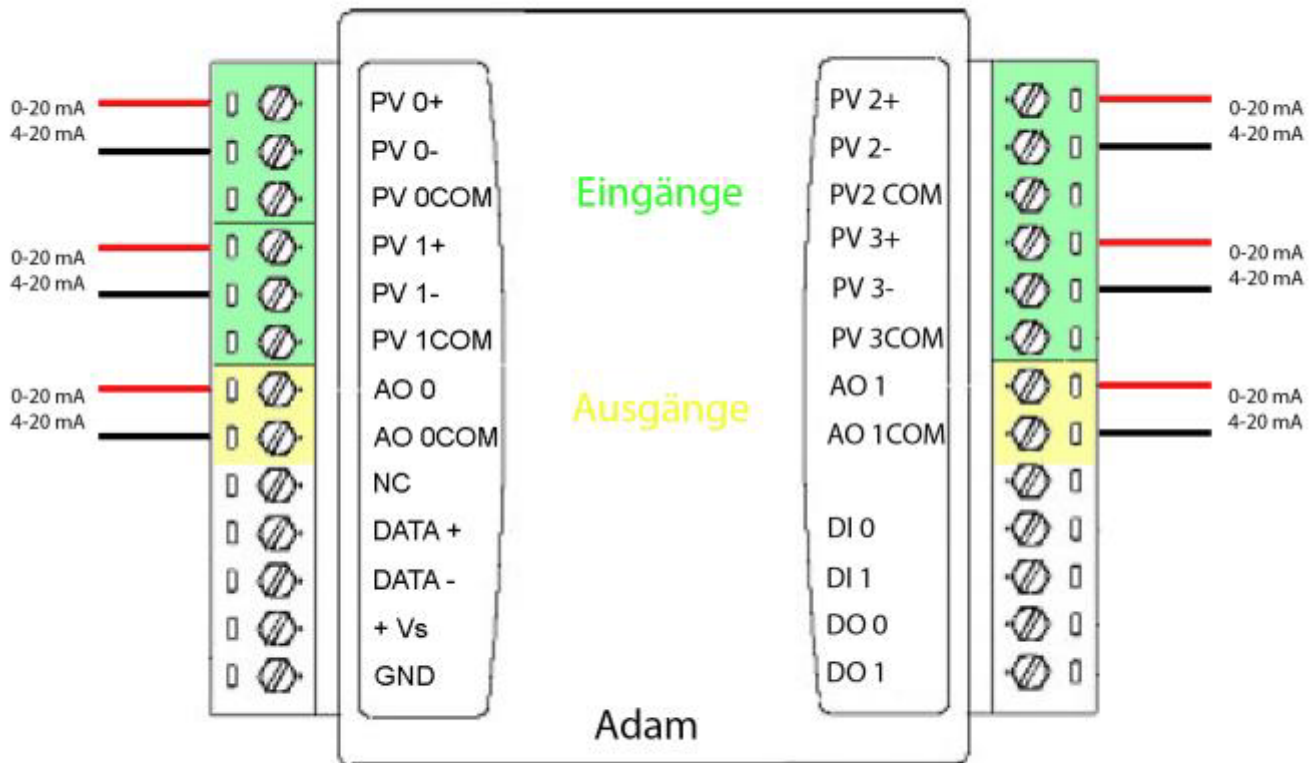 0-20 mA
4-20 mA
0-20 mA
4-20 mA
0-20 mA
4-20 mA
PV 0+
PV 0-
PV 0COM
PV 1+
PV 1-
PV 1COM
AO 0
AO 0COM
NC
DATA +
DATA -
+ Vs
GND
Eingänge
Ausgänge
Adam
PV 2+
PV 2-
PV2 COM
PV 3+
PV 3-
PV 3COM
AO 1
AO 1COM
DI 0
DI 1
DO 0
DO 1
0-20 mA
4-20 mA
0-20 mA
4-20 mA
0-20 mA
4-20 mA